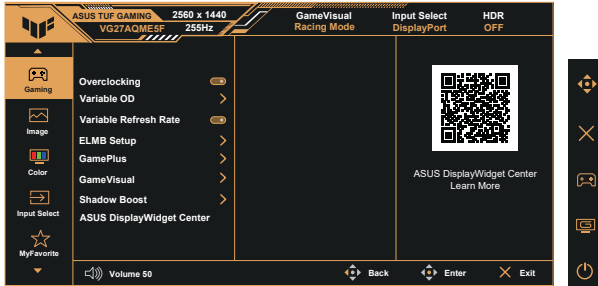 ASUS TUF GAMING 2560 x 1440
VG27AQME5F 255Hz
GameVisual
Racing Mode
Input Select
DisplayPort
HDR
OFF
Gaming
Image
Color
Input Select
MyFavorite
Overclocking
Variable OD
Variable Refresh Rate
ELMB Setup
GamePlus
GameVisual
Shadow Boost
ASUS DisplayWidget Center
ASUS DisplayWidget Center
Learn More
Volume 50
Back
Enter
Exit